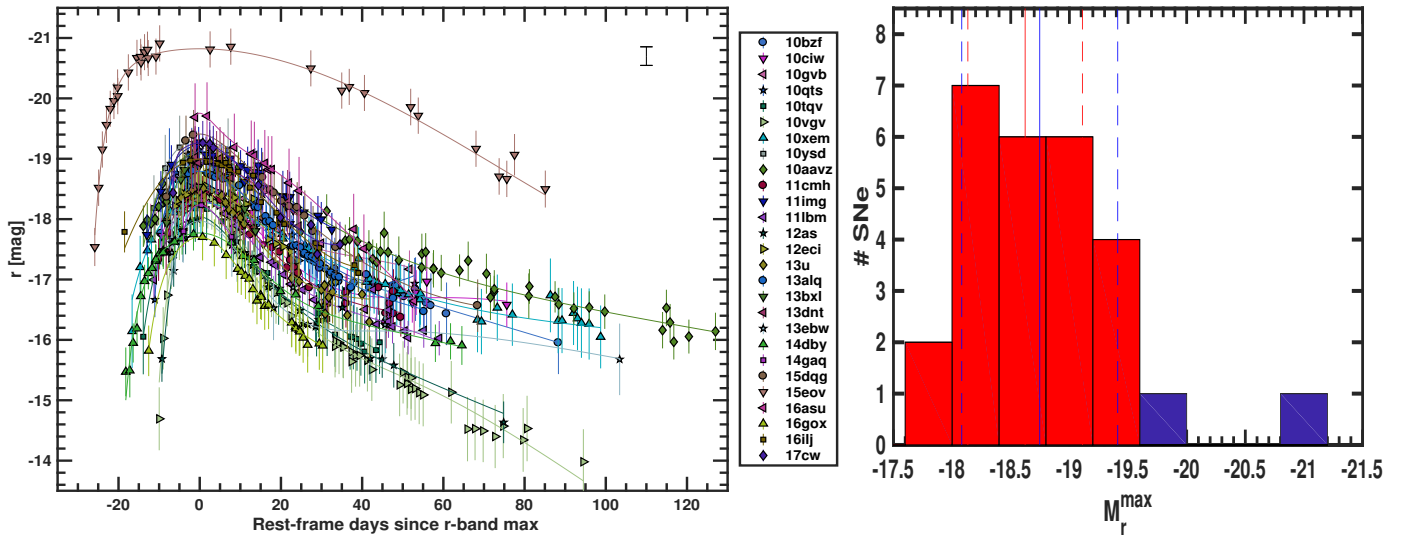 -21
-20
-19
-18
-17
-16
-15
-14
r [mag]
-20 0 20 40 60 80 100 120
Rest-frame days since r-band max
10bzf
10ciw
10gvb
10qts
10tqv
10vgv
10xem
10ysd
10aavz
11cmh
11img
11lbm
12as
12eci
13u
13alq
13bxl
13dnt
13ebw
14dby
14gaq
15dqg
15eov
16asu
16gox
16ilj
17cw
8
7
6
5
4
3
2
1
0
# SNe
-17.5 -18 -18.5 -19 -19.5 -20 -20.5 -21 -21.5
M_r^max